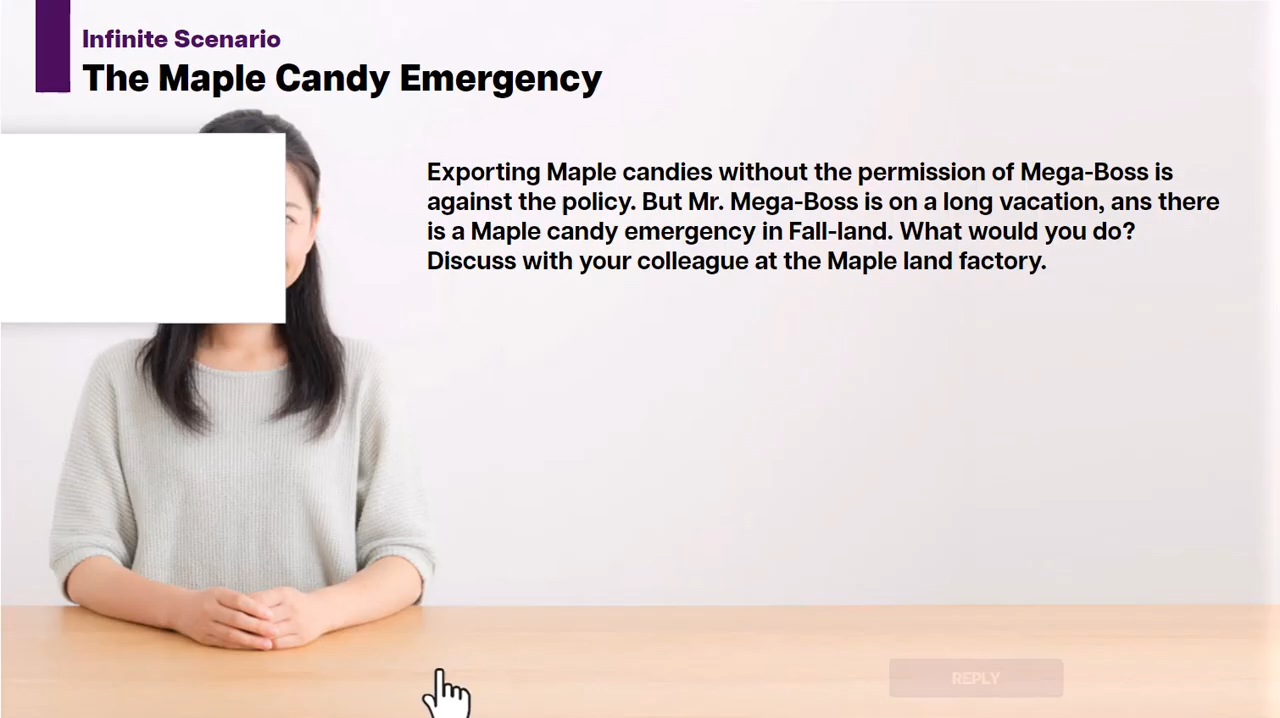 Infinite Scenario
The Maple Candy Emergency
Exporting Maple candies without the permission of Mega-Boss is
against the policy. But Mr. Mega-Boss is on a long vacation, ans there
is a Maple candy emergency in Fall-land. What would you do?
Discuss with your colleague at the Maple land factory.
REPLY